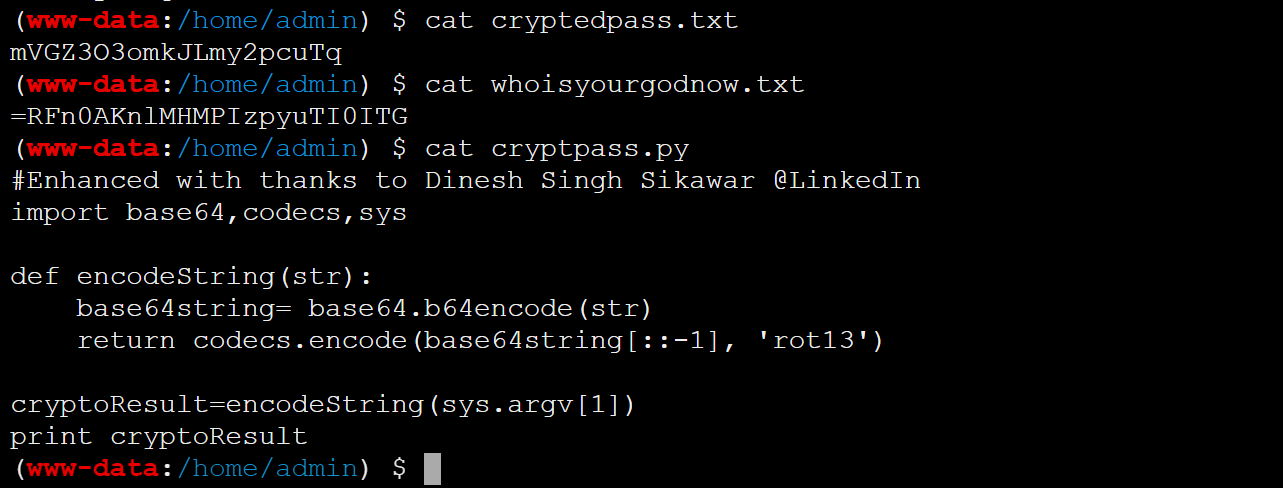 (www-data:/home/admin) $ cat cryptedpass.txt
mVGZ3O3omkJLmy2pcuTq
(www-data:/home/admin) $ cat whoisyourgodnow.txt
=RFn0AKnlMHMPIzpyuTI0ITG
(www-data:/home/admin) $ cat cryptpass.py
#Enhanced with thanks to Dinesh Singh Sikawar @LinkedIn
import base64,codecs,sys
def encodeString(str):
    base64string= base64.b64encode(str)
    return codecs.encode(base64string[::-1], 'rot13')
cryptoResult=encodeString(sys.argv[1])
print cryptoResult
(www-data:/home/admin) $